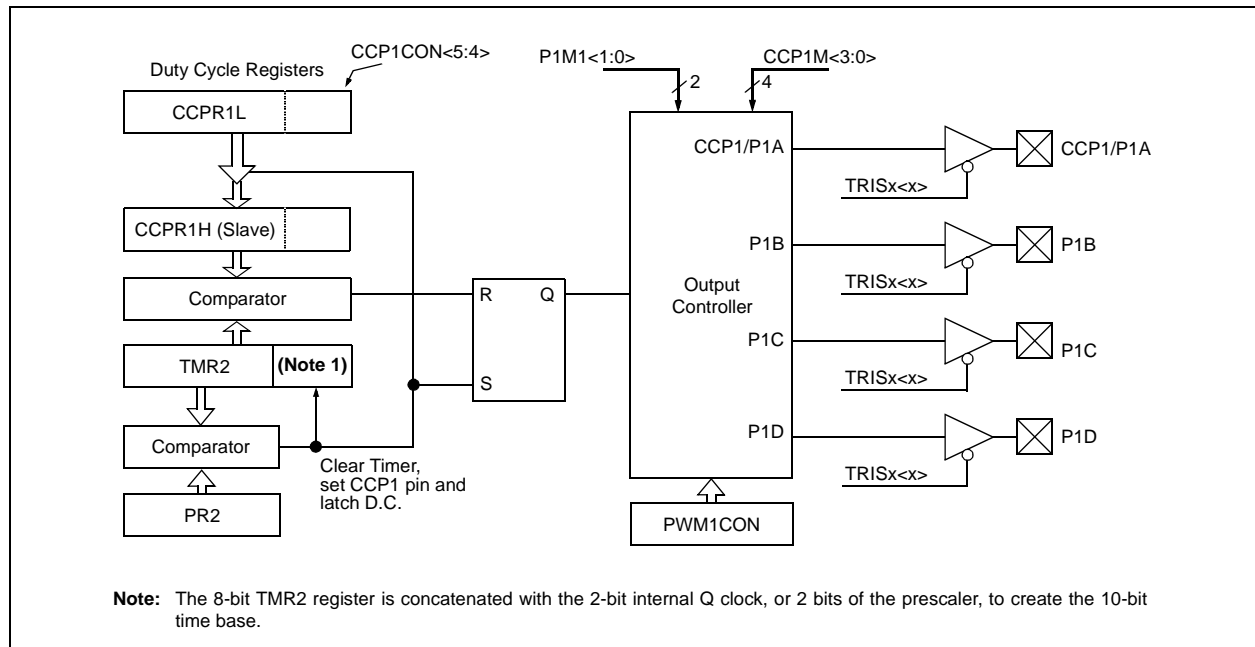 CCP1CON<5:4>
Duty Cycle Registers
CCPR1L
CCPR1H (Slave)
Comparator
TMR2
(Note 1)
Comparator
PR2
Clear Timer,
set CCP1 pin and
latch D.C.
R
Q
S
P1M1<1:0>
2
CCP1M<3:0>
4
Output
Controller
CCP1/P1A
P1B
P1C
P1D
PWM1CON
TRISx<x>
CCP1/P1A
TRISx<x>
P1B
TRISx<x>
P1C
TRISx<x>
P1D
Note: The 8-bit TMR2 register is concatenated with the 2-bit internal Q clock, or 2 bits of the prescaler, to create the 10-bit
time base.